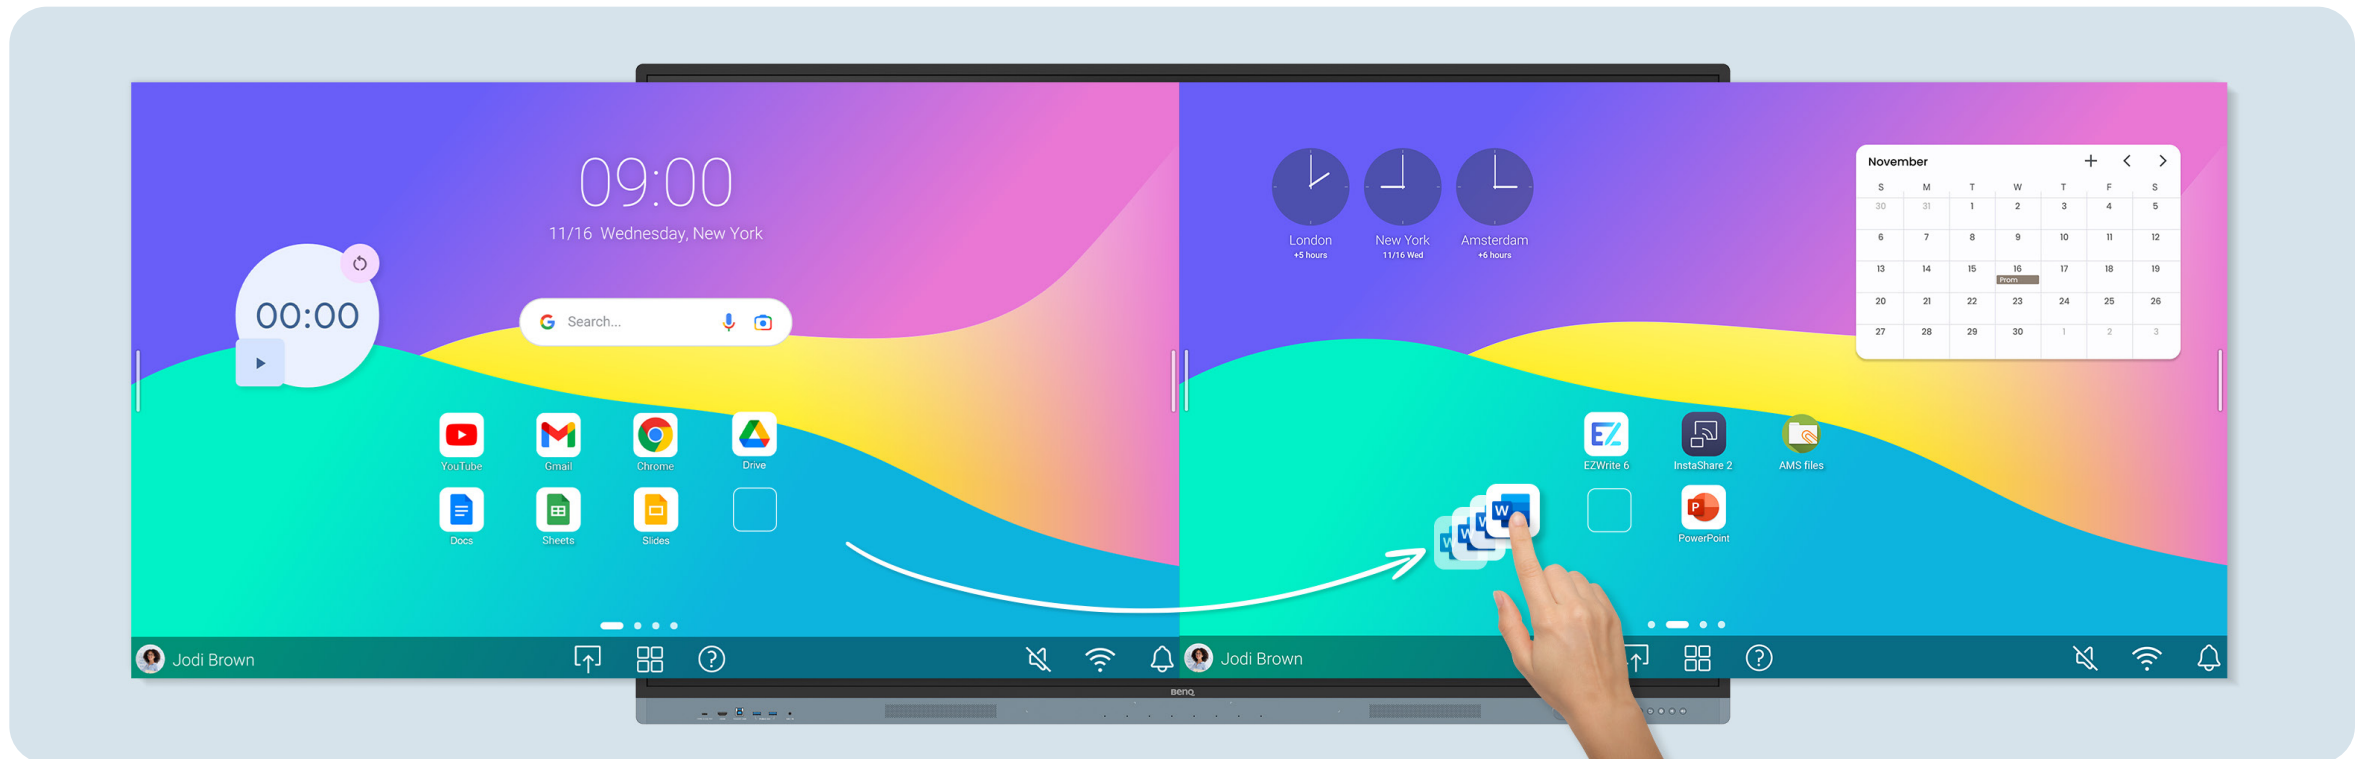 09:00
11/16 Wednesday, New York
00:00
Search...
YouTube
Gmail
Chrome
Drive
Docs
Sheets
Slides
Jodi Brown
London
+5 hours
New York
11/16 Wed
Amsterdam
+6 hours
November
S M T W T F S
30 31 1 2 3 4 5
6 7 8 9 10 11 12
13 14 15 16 17 18 19
Prom
20 21 22 23 24 25 26
27 28 29 30 1 2 3
EZ
EZWrite 6
InstaShare 2
AMS files
W W W W
P
PowerPoint
Jodi Brown
BenQ